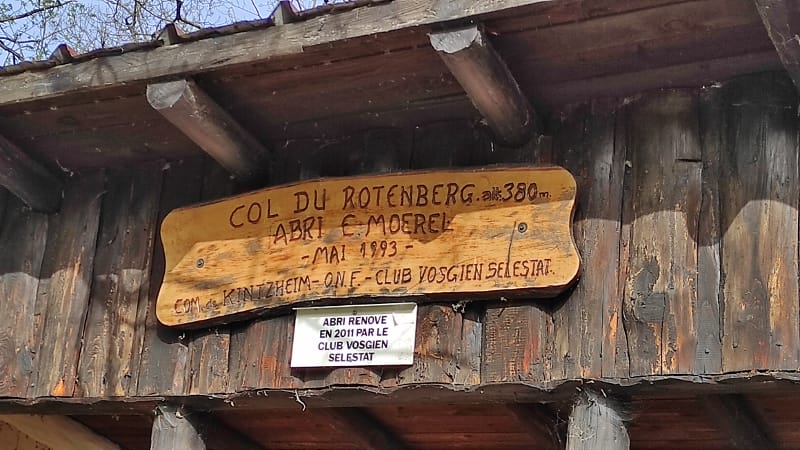 COL DU ROTENBERG. alt. 380 m.
ABRI E. MOEREL
- MAI 1993 -
COM. de KINTZHEIM - O.N.F. - CLUB VOSGIEN SELESTAT.
ABRI RENOVE
EN 2011 PAR LE
CLUB VOSGIEN
SELESTAT